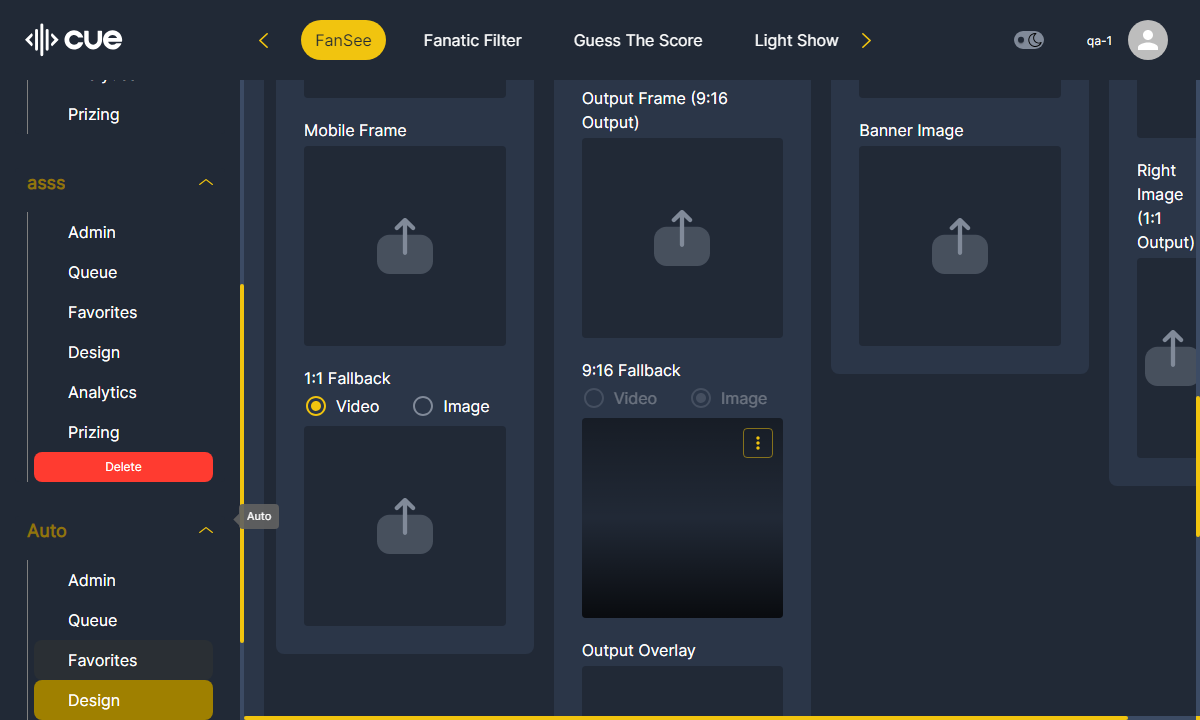 cue
FanSee
Fanatic Filter
Guess The Score
Light Show
qa-1
Prizing
asss
Admin
Queue
Favorites
Design
Analytics
Prizing
Delete
Auto
Admin
Queue
Favorites
Design
Auto
Mobile Frame
1:1 Fallback
Video
Image
Output Frame (9:16
Output)
9:16 Fallback
Video
Image
Output Overlay
Banner Image
Right
Image
(1:1
Output)